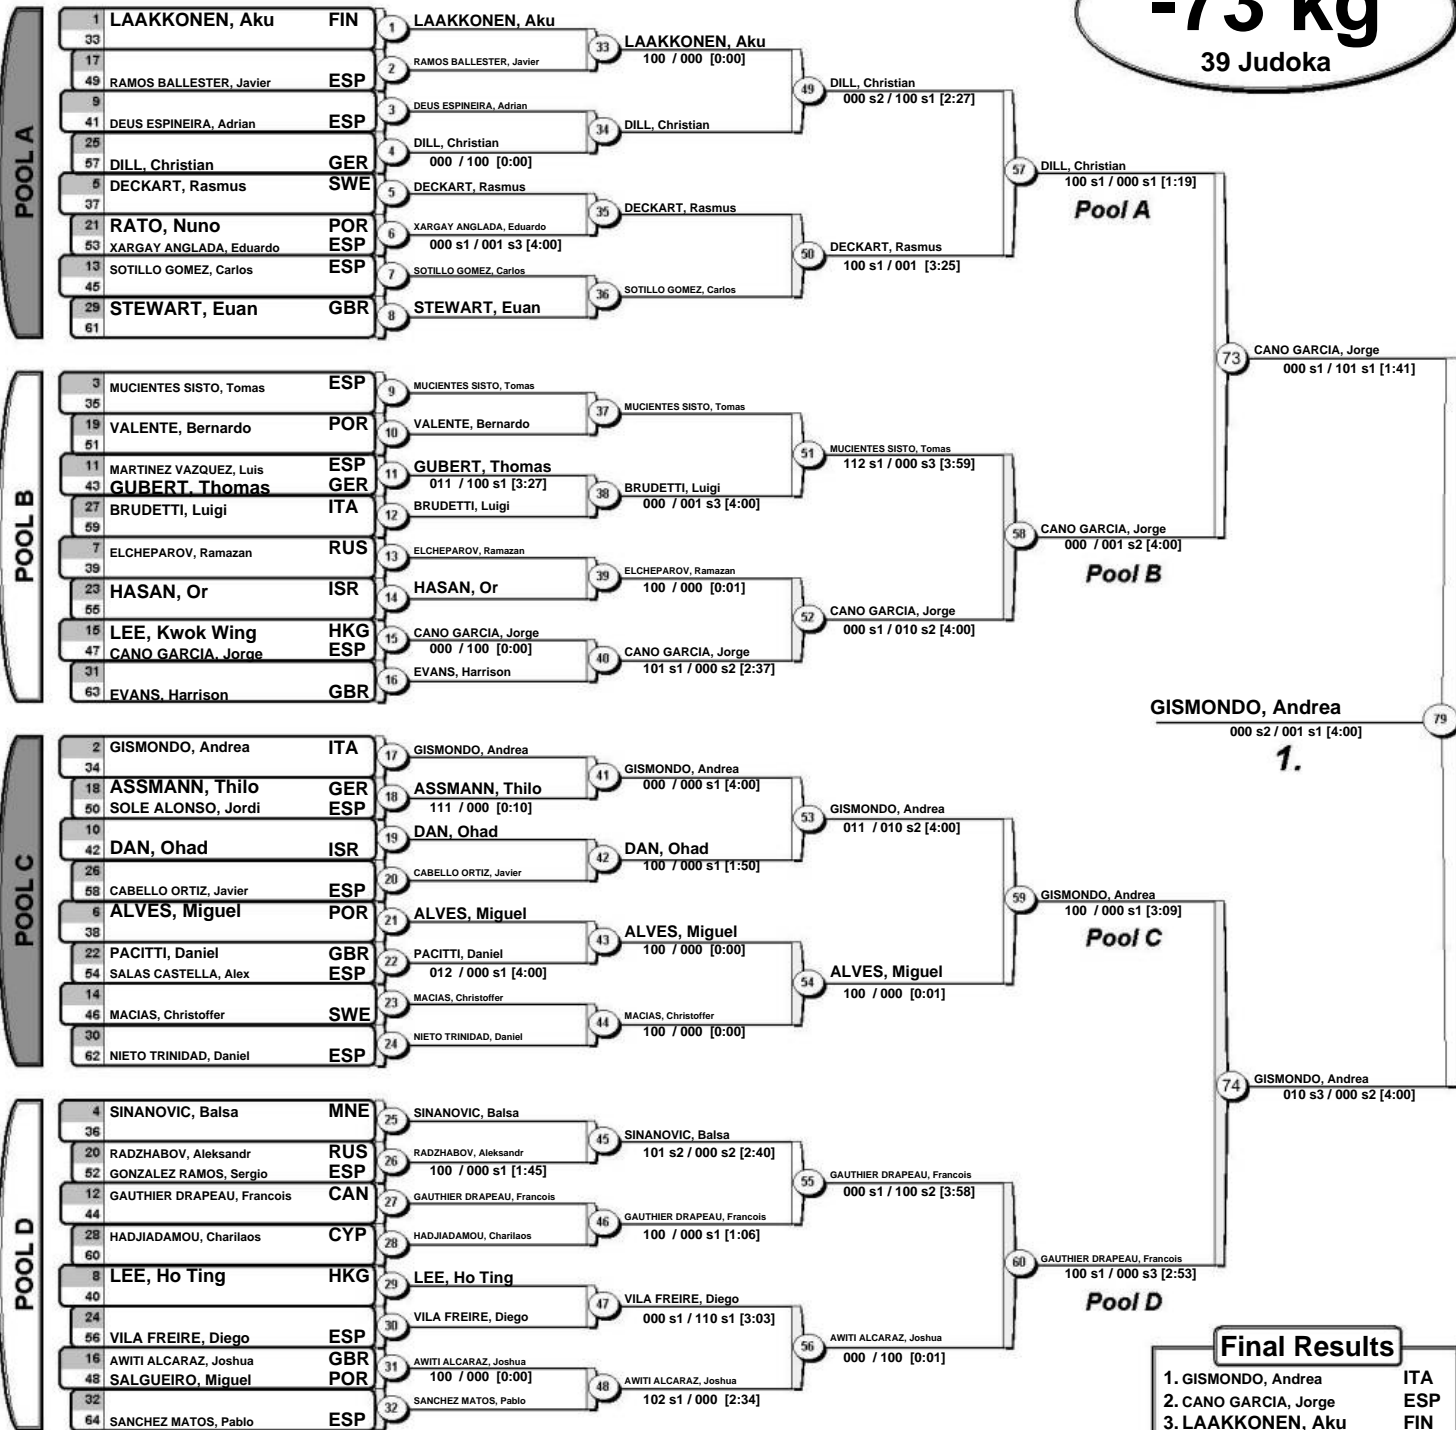 -73 kg
39 Judoka
POOL A
1 LAAKKONEN, Aku FIN
33
17
49 RAMOS BALLESTER, Javier ESP
9
41 DEUS ESPINEIRA, Adrian ESP
25
57 DILL, Christian GER
5 DECKART, Rasmus SWE
37
21 RATO, Nuno POR
53 XARGAY ANGLADA, Eduardo ESP
13 SOTILLO GOMEZ, Carlos ESP
45
29 STEWART, Euan GBR
61
1 LAAKKONEN, Aku
2 RAMOS BALLESTER, Javier
3 DEUS ESPINEIRA, Adrian
4 DILL, Christian
000 / 100 [0:00]
5 DECKART, Rasmus
6 XARGAY ANGLADA, Eduardo
000 s1 / 001 s3 [4:00]
7 SOTILLO GOMEZ, Carlos
8 STEWART, Euan
33 LAAKKONEN, Aku
100 / 000 [0:00]
34 DILL, Christian
35 DECKART, Rasmus
36 SOTILLO GOMEZ, Carlos
49 DILL, Christian
000 s2 / 100 s1 [2:27]
50 DECKART, Rasmus
100 s1 / 001 [3:25]
57 DILL, Christian
100 s1 / 000 s1 [1:19]
Pool A
POOL B
3 MUCIENTES SISTO, Tomas ESP
35
19 VALENTE, Bernardo POR
51
11 MARTINEZ VAZQUEZ, Luis ESP
43 GUBERT, Thomas GER
27 BRUDETTI, Luigi ITA
59
7 ELCHEPAROV, Ramazan RUS
39
23 HASAN, Or ISR
55
15 LEE, Kwok Wing HKG
47 CANO GARCIA, Jorge ESP
31
63 EVANS, Harrison GBR
9 MUCIENTES SISTO, Tomas
10 VALENTE, Bernardo
11 GUBERT, Thomas
011 / 100 s1 [3:27]
12 BRUDETTI, Luigi
13 ELCHEPAROV, Ramazan
14 HASAN, Or
15 CANO GARCIA, Jorge
000 / 100 [0:00]
16 EVANS, Harrison
37 MUCIENTES SISTO, Tomas
38 BRUDETTI, Luigi
000 / 001 s3 [4:00]
39 ELCHEPAROV, Ramazan
100 / 000 [0:01]
40 CANO GARCIA, Jorge
101 s1 / 000 s2 [2:37]
51 MUCIENTES SISTO, Tomas
112 s1 / 000 s3 [3:59]
52 CANO GARCIA, Jorge
000 s1 / 010 s2 [4:00]
58 CANO GARCIA, Jorge
000 / 001 s2 [4:00]
Pool B
73 CANO GARCIA, Jorge
000 s1 / 101 s1 [1:41]
GISMONDO, Andrea 79
000 s2 / 001 s1 [4:00]
1.
POOL C
2 GISMONDO, Andrea ITA
34
18 ASSMANN, Thilo GER
50 SOLE ALONSO, Jordi ESP
10
42 DAN, Ohad ISR
26
58 CABELLO ORTIZ, Javier ESP
6 ALVES, Miguel POR
38
22 PACITTI, Daniel GBR
54 SALAS CASTELLA, Alex ESP
14
46 MACIAS, Christoffer SWE
30
62 NIETO TRINIDAD, Daniel ESP
17 GISMONDO, Andrea
18 ASSMANN, Thilo
111 / 000 [0:10]
19 DAN, Ohad
20 CABELLO ORTIZ, Javier
21 ALVES, Miguel
22 PACITTI, Daniel
012 / 000 s1 [4:00]
23 MACIAS, Christoffer
24 NIETO TRINIDAD, Daniel
41 GISMONDO, Andrea
000 / 000 s1 [4:00]
42 DAN, Ohad
100 / 000 s1 [1:50]
43 ALVES, Miguel
100 / 000 [0:00]
44 MACIAS, Christoffer
100 / 000 [0:00]
53 GISMONDO, Andrea
011 / 010 s2 [4:00]
54 ALVES, Miguel
100 / 000 [0:01]
59 GISMONDO, Andrea
100 / 000 s1 [3:09]
Pool C
74 GISMONDO, Andrea
010 s3 / 000 s2 [4:00]
POOL D
4 SINANOVIC, Balsa MNE
36
20 RADZHABOV, Aleksandr RUS
52 GONZALEZ RAMOS, Sergio ESP
12 GAUTHIER DRAPEAU, Francois CAN
44
28 HADJIADAMOU, Charilaos CYP
60
8 LEE, Ho Ting HKG
40
24
56 VILA FREIRE, Diego ESP
16 AWITI ALCARAZ, Joshua GBR
48 SALGUEIRO, Miguel POR
32
64 SANCHEZ MATOS, Pablo ESP
25 SINANOVIC, Balsa
26 RADZHABOV, Aleksandr
100 / 000 s1 [1:45]
27 GAUTHIER DRAPEAU, Francois
28 HADJIADAMOU, Charilaos
29 LEE, Ho Ting
30 VILA FREIRE, Diego
31 AWITI ALCARAZ, Joshua
100 / 000 [0:00]
32 SANCHEZ MATOS, Pablo
45 SINANOVIC, Balsa
101 s2 / 000 s2 [2:40]
46 GAUTHIER DRAPEAU, Francois
100 / 000 s1 [1:06]
47 VILA FREIRE, Diego
000 s1 / 110 s1 [3:03]
48 AWITI ALCARAZ, Joshua
102 s1 / 000 [2:34]
55 GAUTHIER DRAPEAU, Francois
000 s1 / 100 s2 [3:58]
56 AWITI ALCARAZ, Joshua
000 / 100 [0:01]
60 GAUTHIER DRAPEAU, Francois
100 s1 / 000 s3 [2:53]
Pool D
Final Results
1. GISMONDO, Andrea ITA
2. CANO GARCIA, Jorge ESP
3. LAAKKONEN, Aku FIN